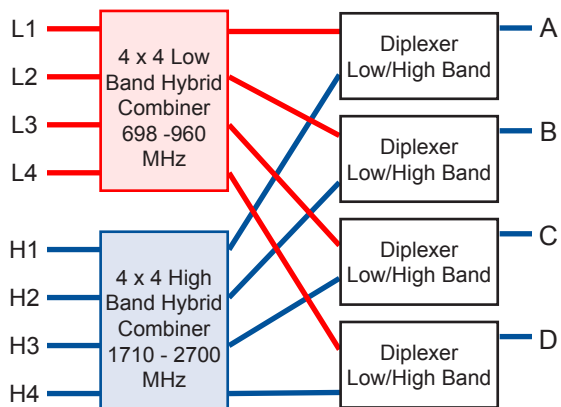 L1
L2
L3
L4
4 x 4 Low
Band Hybrid
Combiner
698 -960
MHz
H1
H2
H3
H4
4 x 4 High
Band Hybrid
Combiner
1710 - 2700
MHz
Diplexer
Low/High Band
A
Diplexer
Low/High Band
B
Diplexer
Low/High Band
C
Diplexer
Low/High Band
D